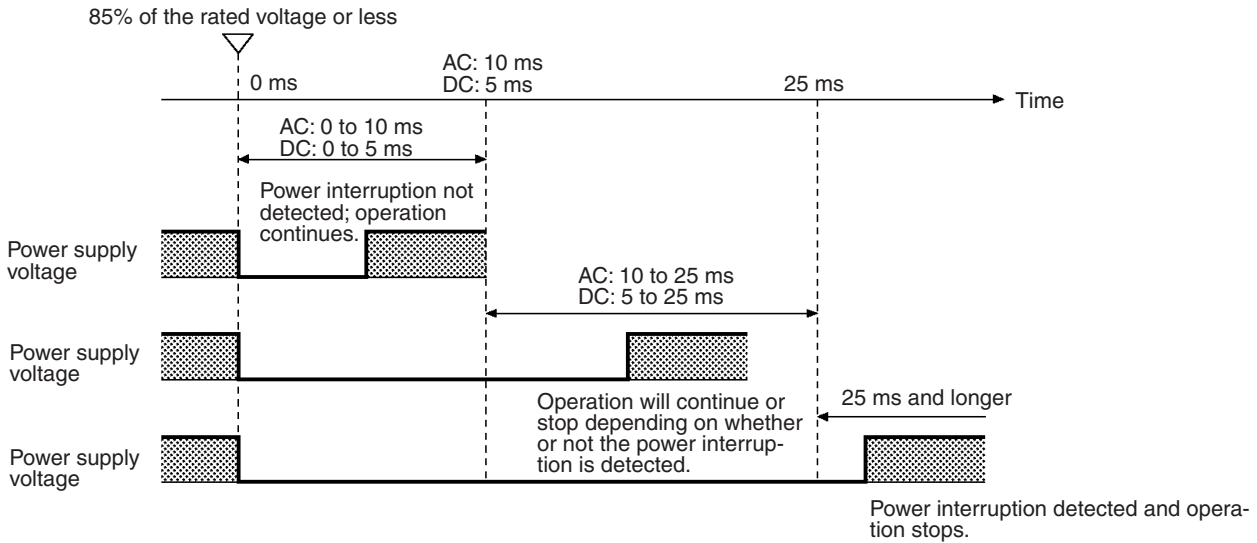 85% of the rated voltage or less
0 ms
AC: 10 ms
DC: 5 ms
25 ms
Time
AC: 0 to 10 ms
DC: 0 to 5 ms
Power interruption not
detected; operation
continues.
Power supply
voltage
AC: 10 to 25 ms
DC: 5 to 25 ms
Power supply
voltage
Operation will continue or
stop depending on whether
or not the power interrup-
tion is detected.
25 ms and longer
Power supply
voltage
Power interruption detected and opera-
tion stops.